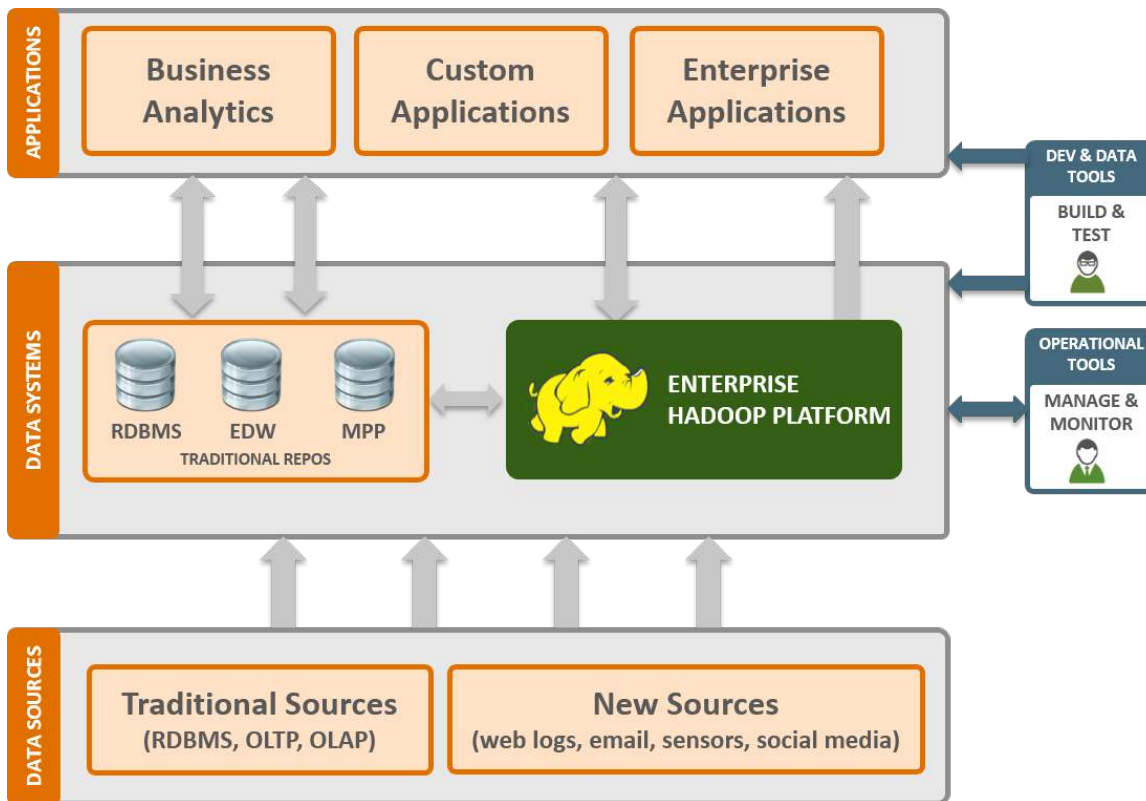 APPLICATIONS
Business
Analytics
Custom
Applications
Enterprise
Applications
DEV & DATA
TOOLS
BUILD &
TEST
DATA SYSTEMS
RDBMS
EDW
MPP
TRADITIONAL REPOS
ENTERPRISE
HADOOP PLATFORM
OPERATIONAL
TOOLS
MANAGE &
MONITOR
DATA SOURCES
Traditional Sources
(RDBMS, OLTP, OLAP)
New Sources
(web logs, email, sensors, social media)